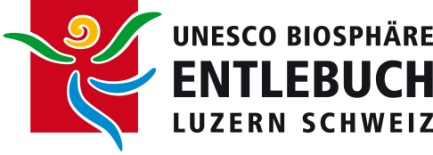 UNESCO BIOSPHÄRE
ENTLEBUCH
LUZERN SCHWEIZ